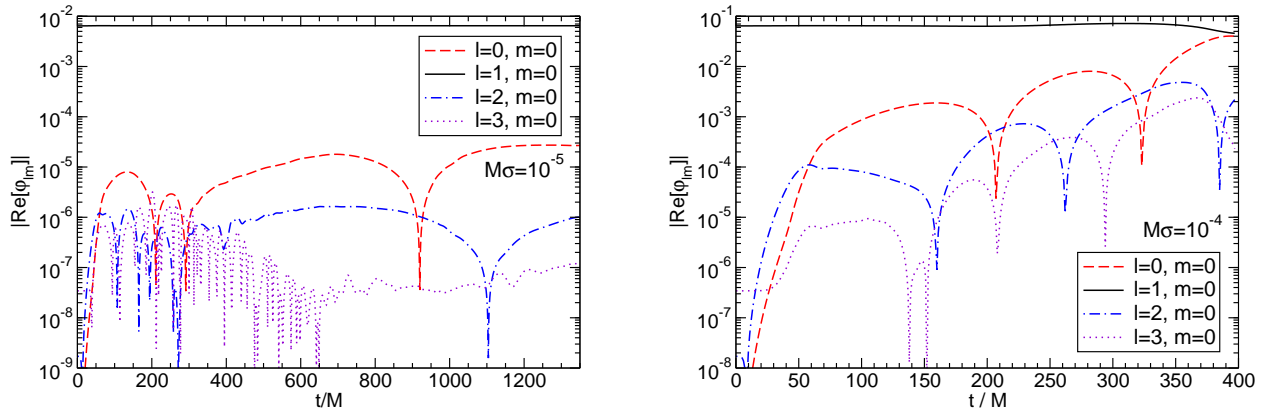 10⁻²
10⁻³
10⁻⁴
10⁻⁵
10⁻⁶
10⁻⁷
10⁻⁸
10⁻⁹
|Re[φ_lm]|
0 200 400 600 800 1000 1200
t/M
l=0, m=0
l=1, m=0
l=2, m=0
l=3, m=0
Mσ=10⁻⁵
10⁻¹
10⁻²
10⁻³
10⁻⁴
10⁻⁵
10⁻⁶
10⁻⁷
10⁻⁸
|Re[φ_lm]|
0 50 100 150 200 250 300 350 400
t / M
Mσ=10⁻⁴
l=0, m=0
l=1, m=0
l=2, m=0
l=3, m=0